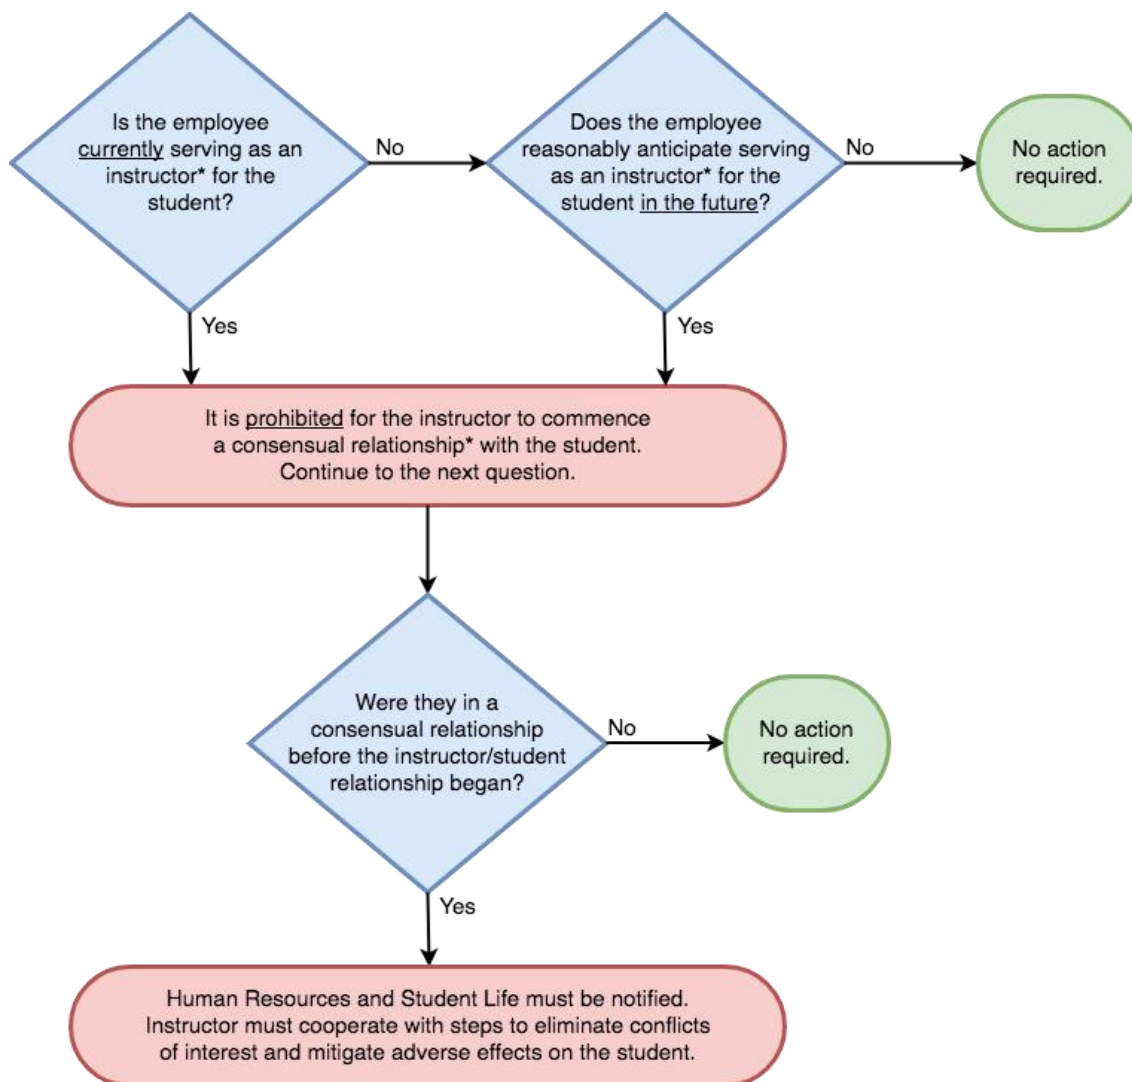 Is the employee
currently serving as an
instructor* for the
student?
No
Does the employee
reasonably anticipate serving
as an instructor* for the
student in the future?
No
No action
required.
Yes
Yes
It is prohibited for the instructor to commence
a consensual relationship* with the student.
Continue to the next question.
Were they in a
consensual relationship
before the instructor/student
relationship began?
No
No action
required.
Yes
Human Resources and Student Life must be notified.
Instructor must cooperate with steps to eliminate conflicts
of interest and mitigate adverse effects on the student.